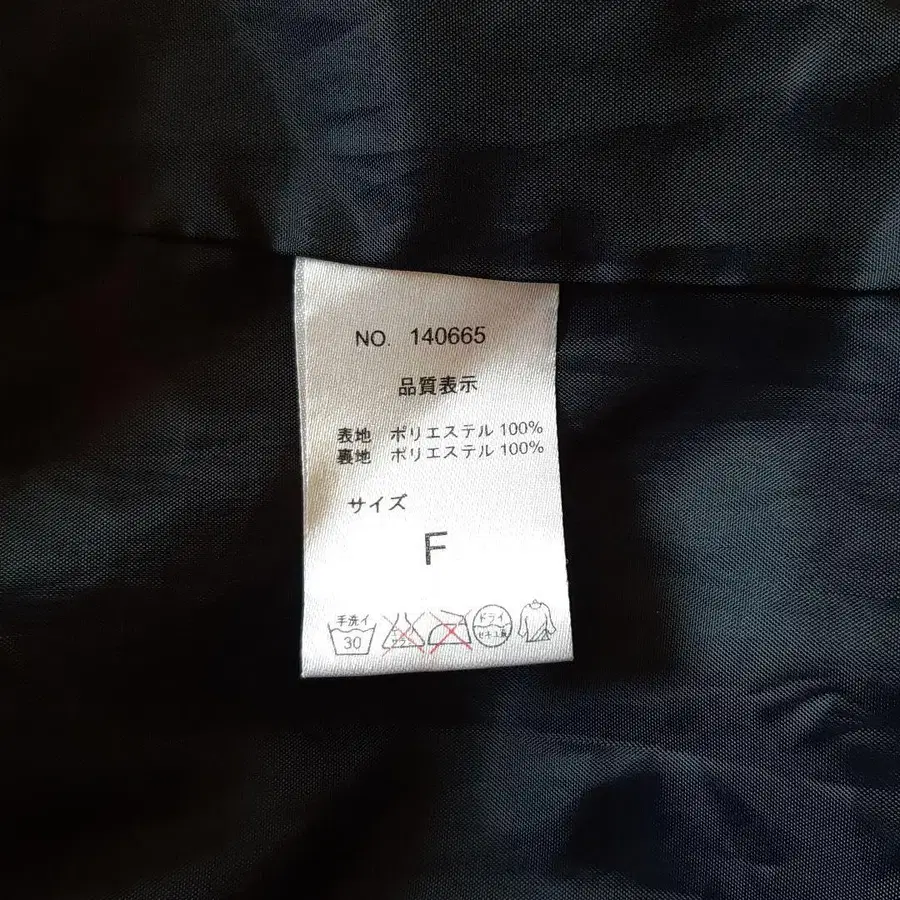 NO. 140665
品質表示
表地 ポリエステル 100%
裏地 ポリエステル 100%
サイズ
F
手洗イ
30
ドライ